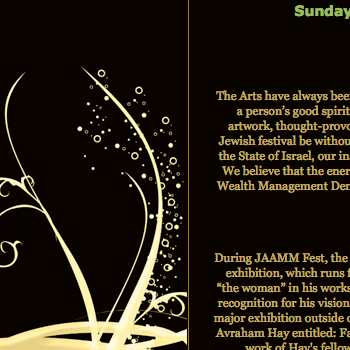 Sunday
The Arts have always bee
a person's good spirit
artwork, thought-provo
Jewish festival be withou
the State of Israel, our in
We believe that the ener
Wealth Management Der
During JAAMM Fest, the
exhibition, which runs f
“the woman” in his works
recognition for his vision
major exhibition outside o
Avraham Hay entitled: Fa
work of Hay's fellow